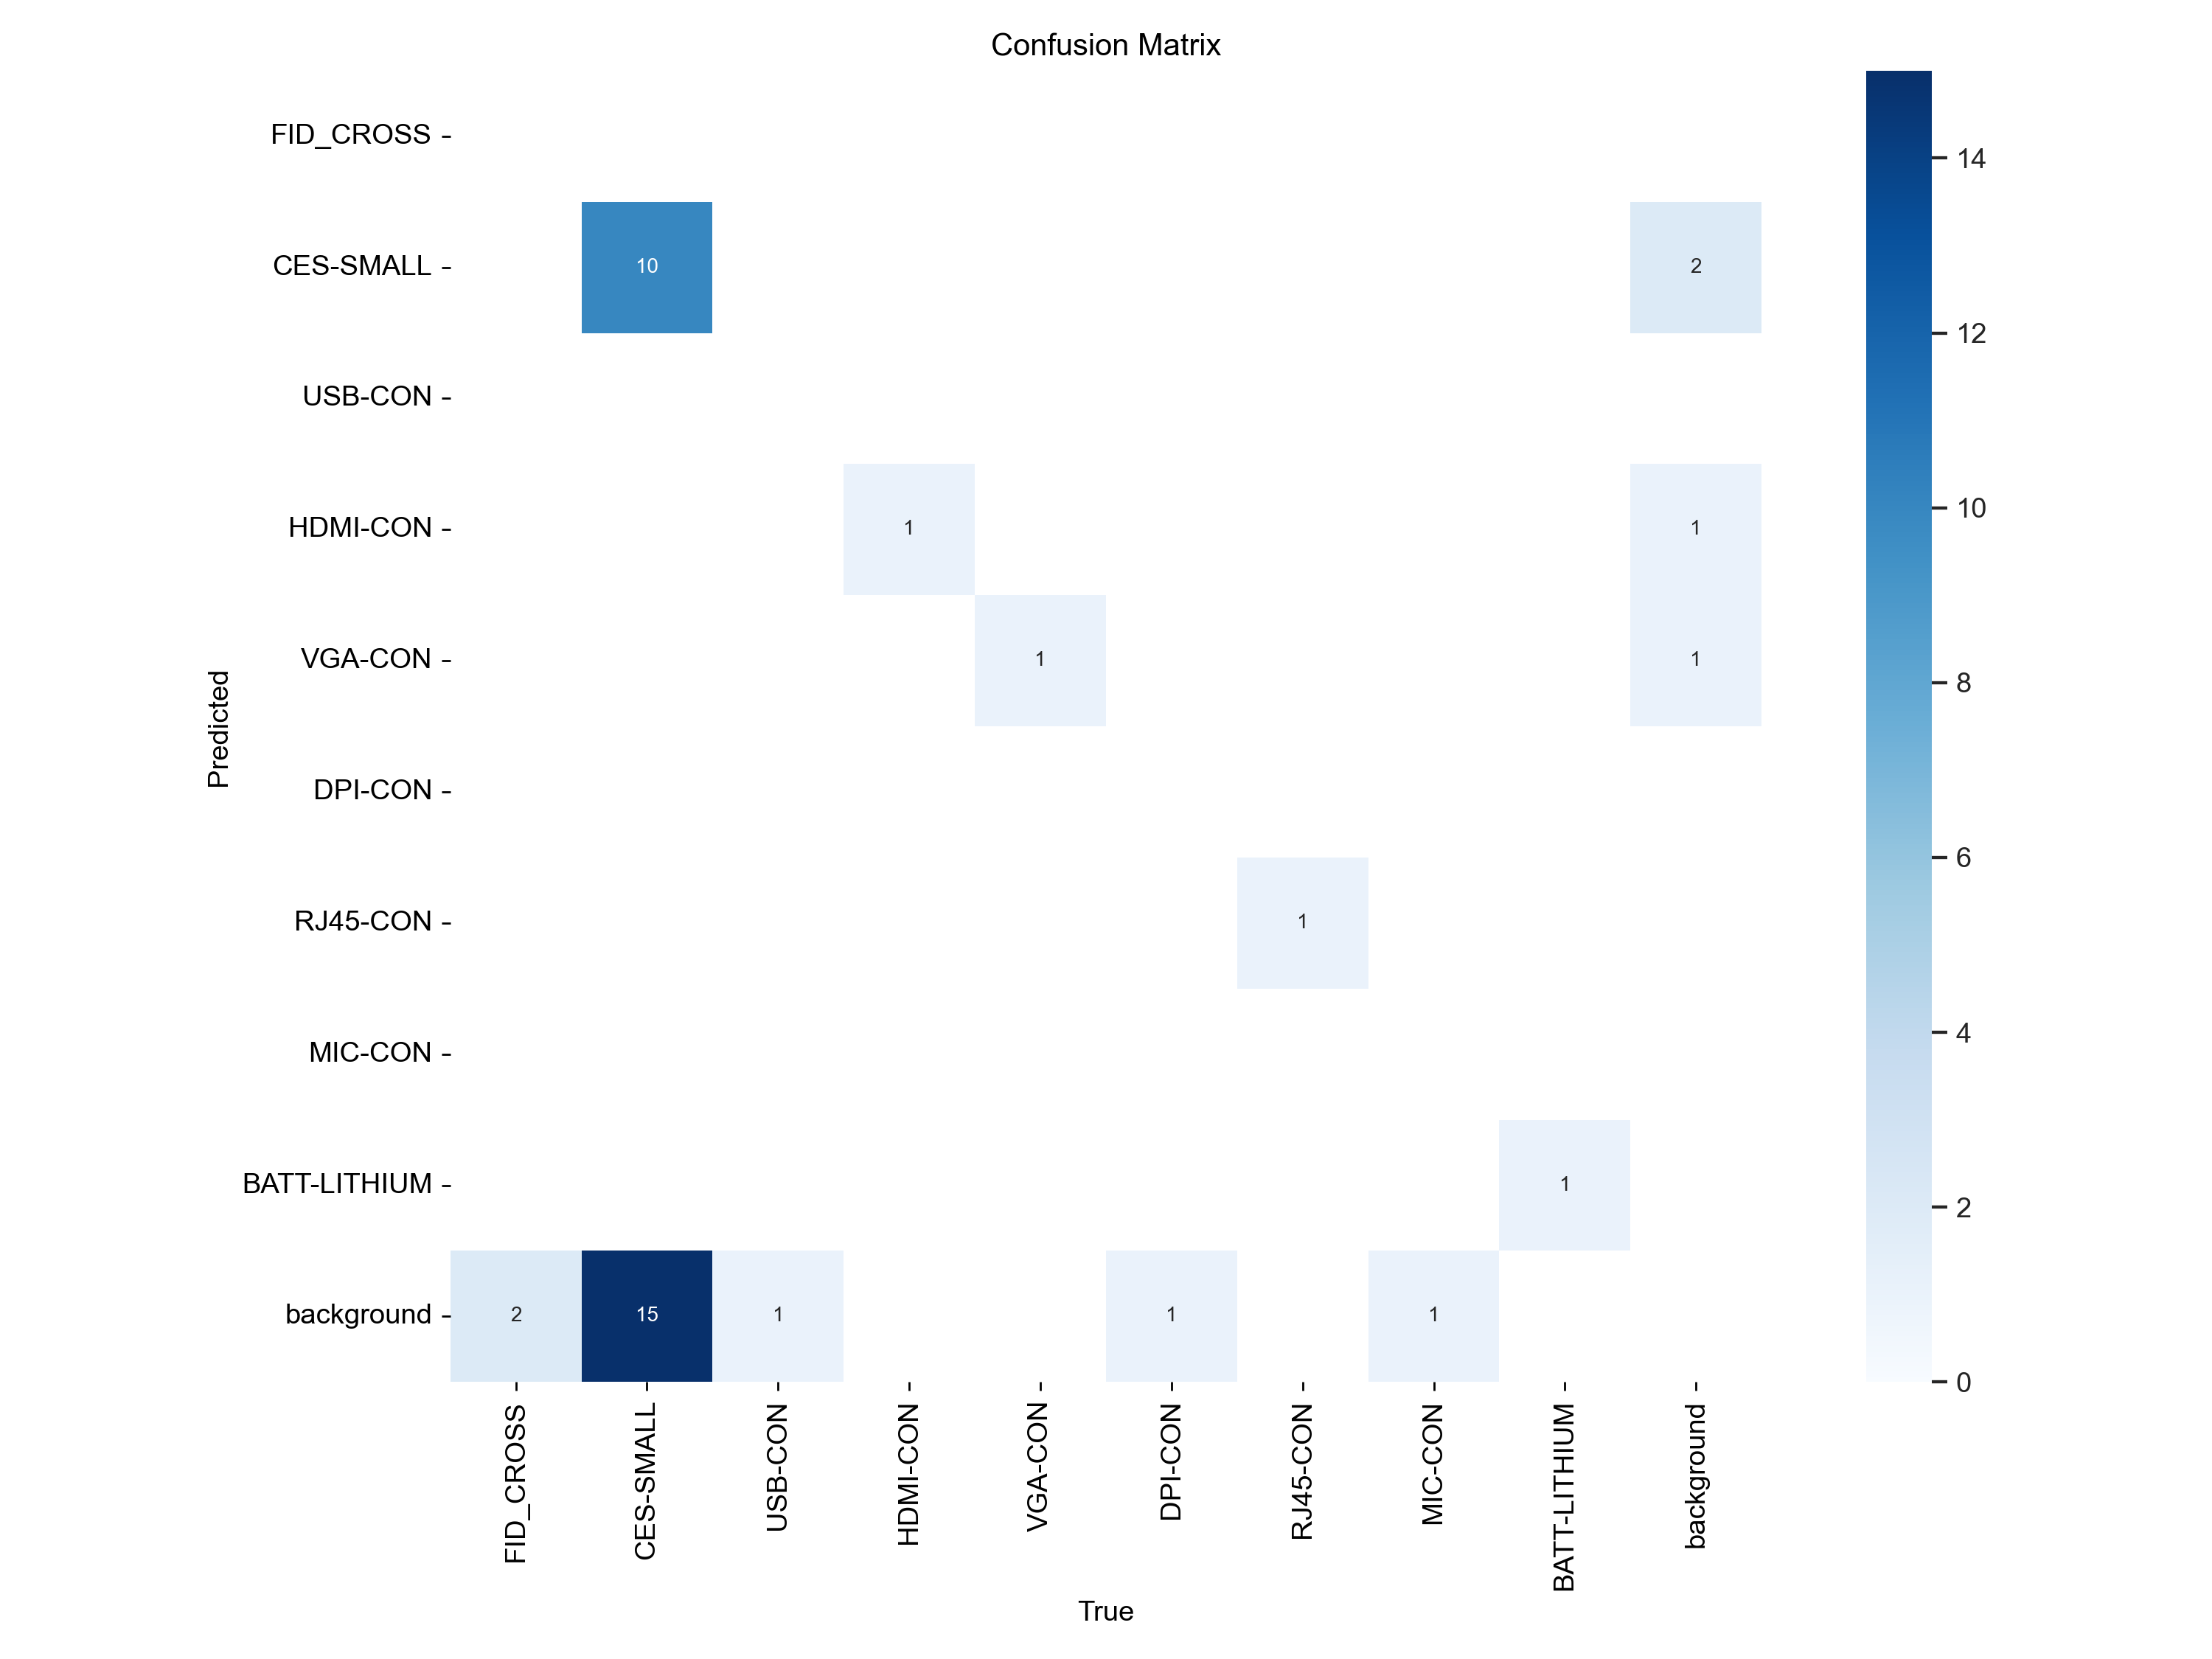 Confusion Matrix
FID_CROSS
CES-SMALL 10 2
USB-CON
HDMI-CON 1 1
VGA-CON 1 1
DPI-CON
RJ45-CON 1
MIC-CON
BATT-LITHIUM 1
background 2 15 1 1 1
Predicted
FID_CROSS
CES-SMALL
USB-CON
HDMI-CON
VGA-CON
DPI-CON
RJ45-CON
MIC-CON
BATT-LITHIUM
background
True
14
12
10
8
6
4
2
0